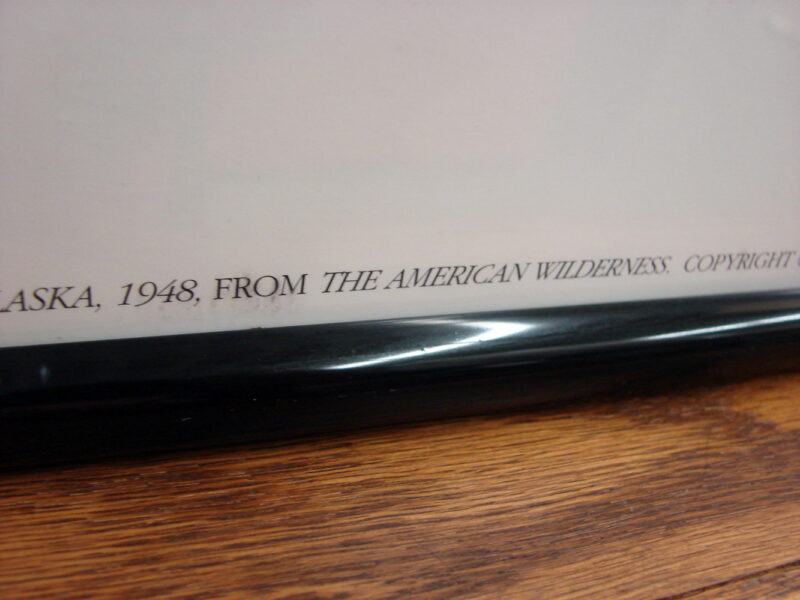 LASKA, 1948, FROM THE AMERICAN WILDERNESS. COPYRIGHT